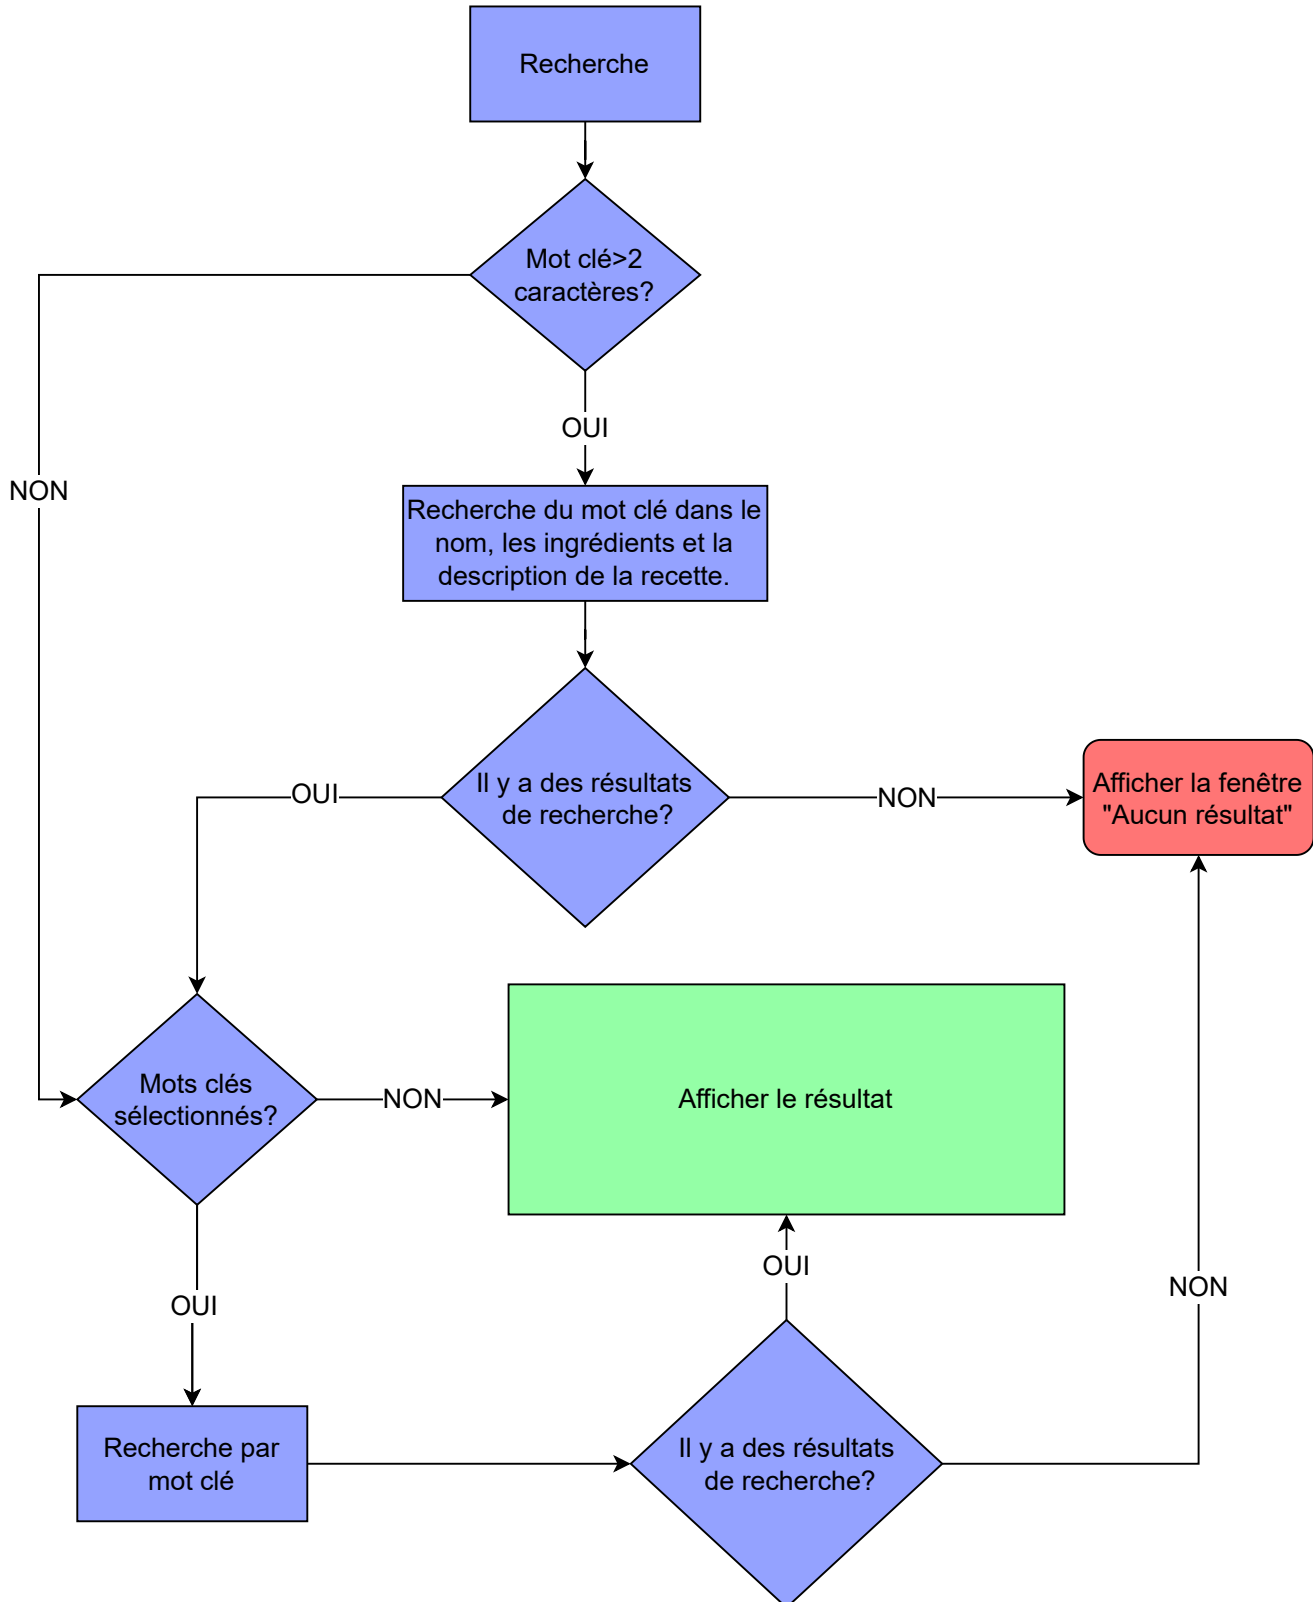 Recherche
Mot clé>2
caractères?
OUI
NON
Recherche du mot clé dans le
nom, les ingrédients et la
description de la recette.
Il y a des résultats
de recherche?
OUI
NON
Afficher la fenêtre
"Aucun résultat"
Mots clés
sélectionnés?
NON
Afficher le résultat
OUI
OUI
NON
Recherche par
mot clé
Il y a des résultats
de recherche?